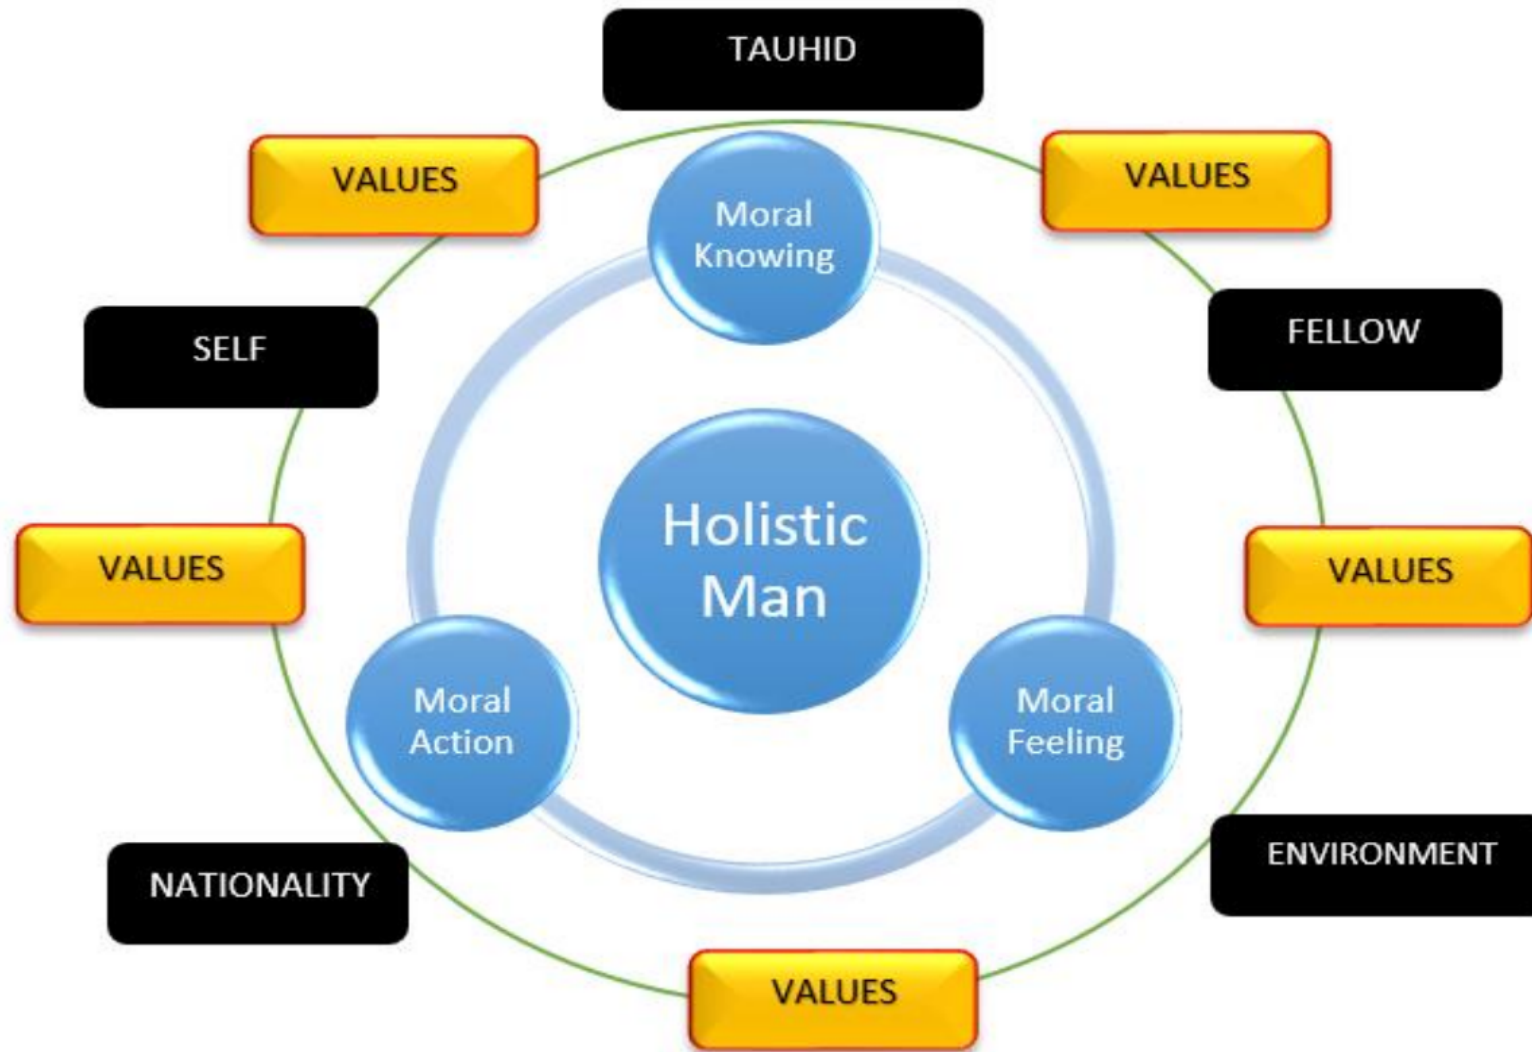 TAUHID
VALUES
VALUES
Moral
Knowing
SELF
FELLOW
Holistic
Man
VALUES
VALUES
Moral
Action
Moral
Feeling
NATIONALITY
ENVIRONMENT
VALUES